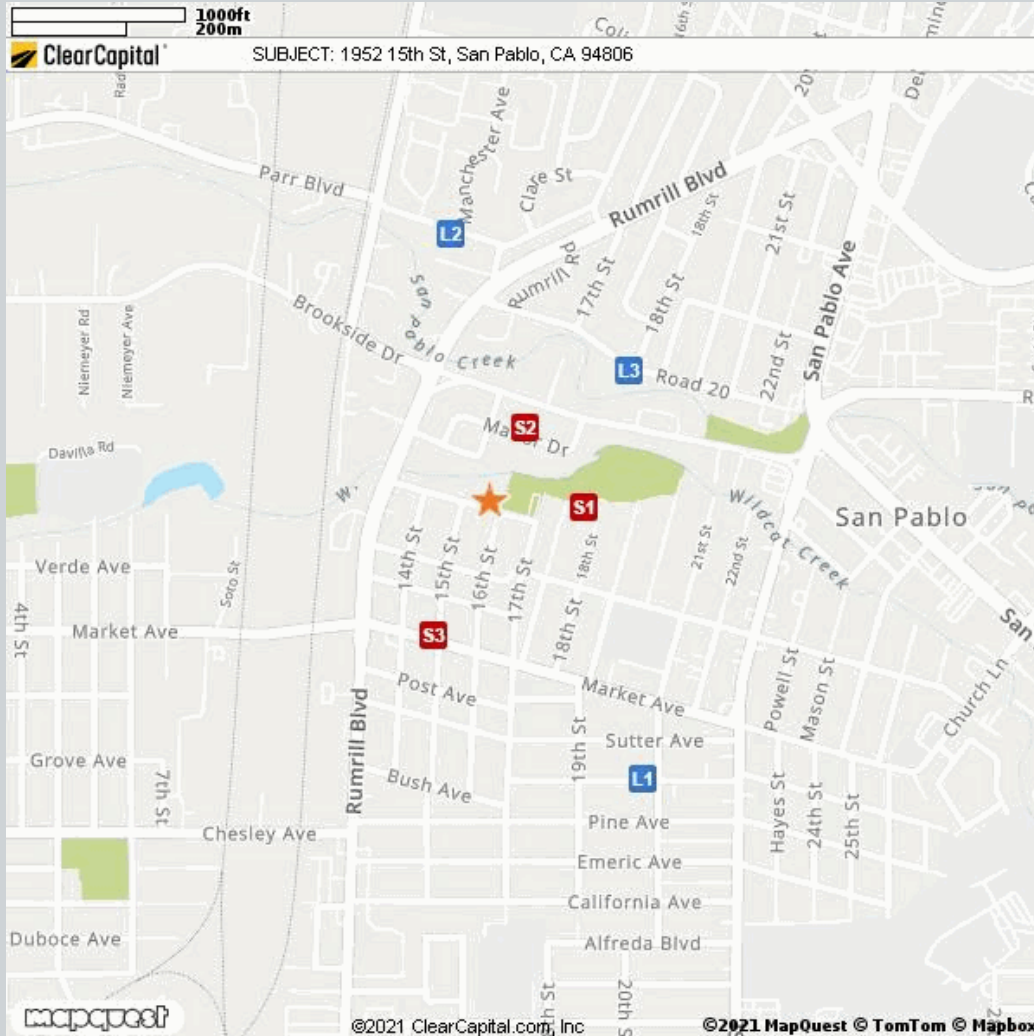 1000ft
200m
ClearCapital
SUBJECT: 1952 15th St, San Pablo, CA 94806
16th S
20
Rad
Manchester Ave
Clare St
Parr Blvd
Rumrill Blvd
18th St
21st St
L2
San Pablo Creek
Rumrill Rd
17th St
18th St
San Pablo Ave
Niemeyer Rd
Niemeyer Ave
Brookside Dr
L3
Road 20
22nd St
R
S2
Manor Dr
Davilla Rd
W.
S1
Wildcat Creek
San Pablo
14th St
15th St
16th St
17th St
18th St
18th St
21st St
22nd St
Verde Ave
Soto St
4th St
Market Ave
S3
San
Post Ave
Market Ave
Powell St
Mason St
Church Ln
Rumrill Blvd
19th St
Sutter Ave
Grove Ave
7th St
Bush Ave
L1
Hayes St
24th St
25th St
Chesley Ave
Pine Ave
Emeric Ave
California Ave
Duboce Ave
Alfreda Blvd
20th S
mapquest
©2021 ClearCapital.com, Inc
©2021 MapQuest © TomTom © Mapbox